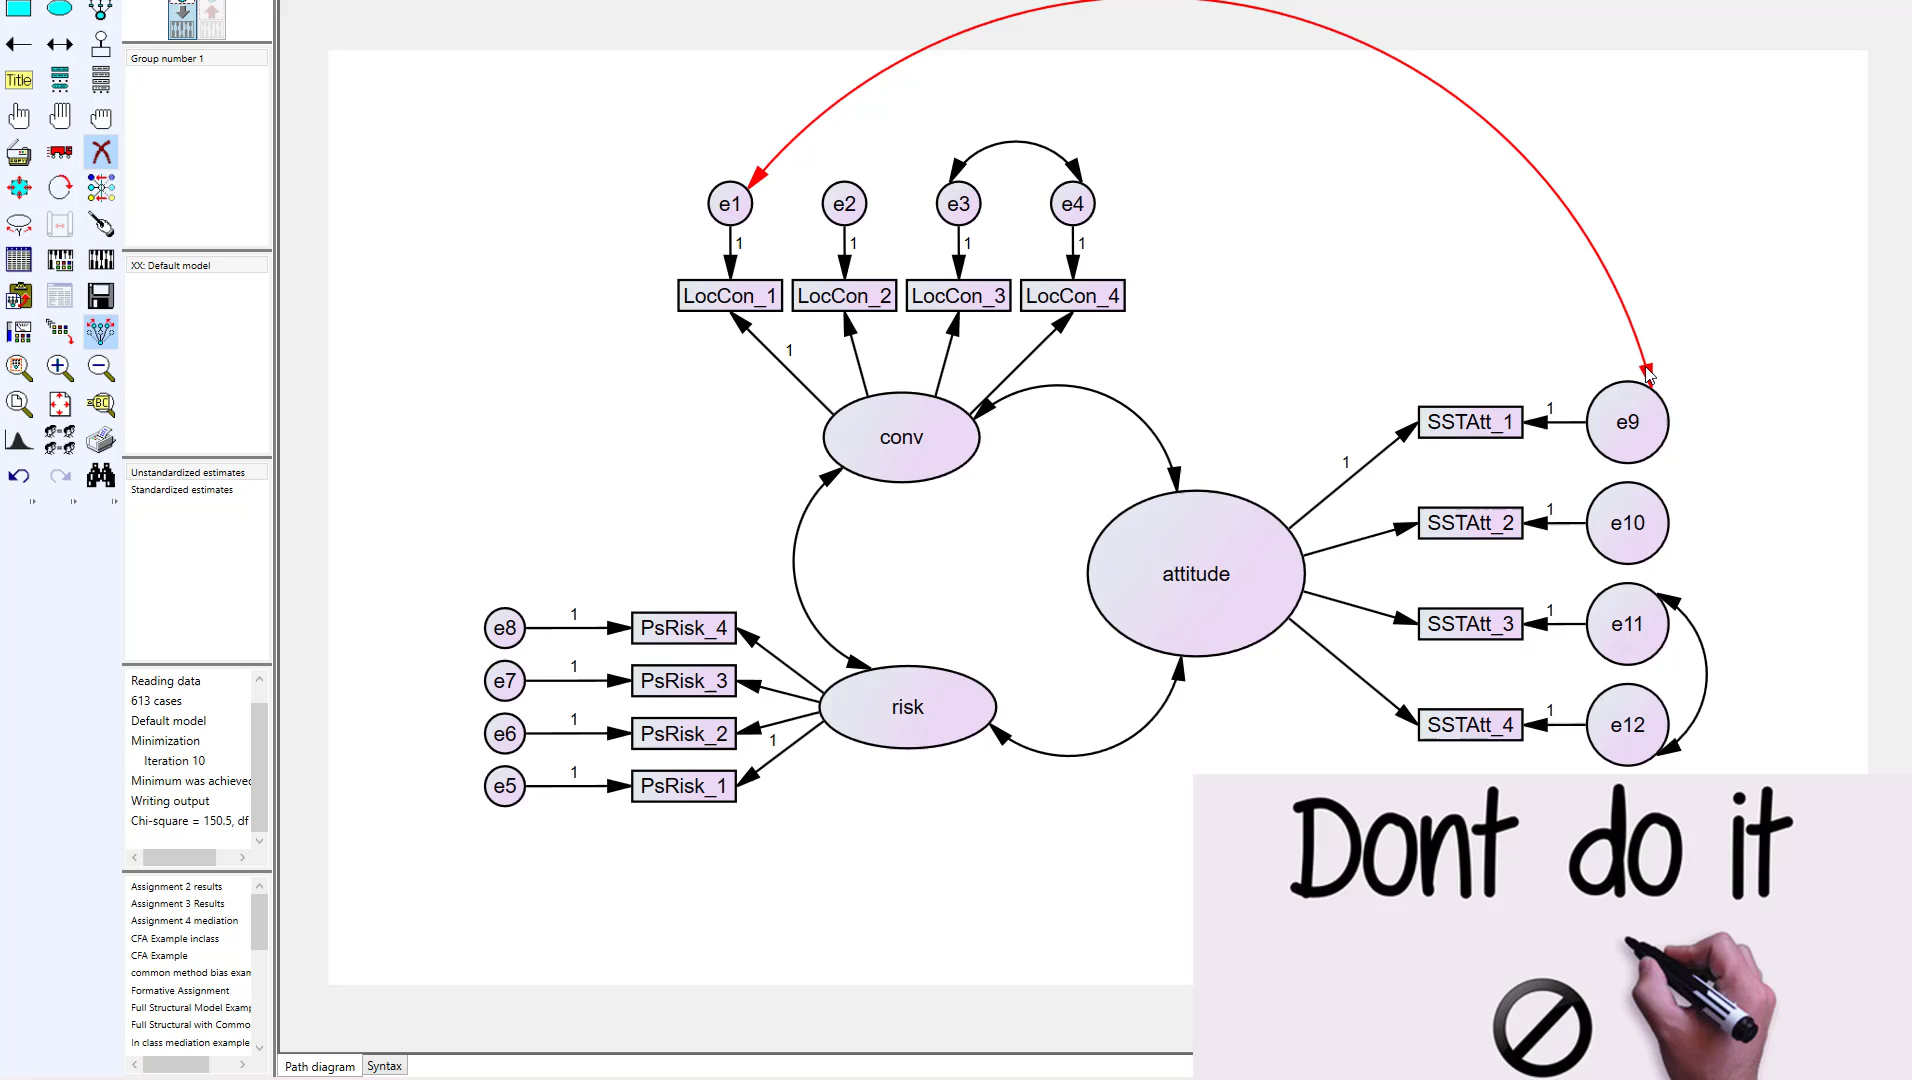 Title
Group number 1
XX: Default model
Unstandardized estimates
Standardized estimates
Reading data
613 cases
Default model
Minimization
Iteration 10
Minimum was achieved
Writing output
Chi-square = 150.5, df
Assignment 2 results
Assignment 3 Results
Assignment 4 mediation
CFA Example inclass
CFA Example
common method bias exam
Formative Assignment
Full Structural Model Examp
Full Structural with Commo
In class mediation example
e1 e2 e3 e4
1 1 1 1
LocCon_1 LocCon_2 LocCon_3 LocCon_4
1
conv
attitude
1
SSTAtt_1 1 e9
SSTAtt_2 1 e10
SSTAtt_3 1 e11
SSTAtt_4 1 e12
e8 1 PsRisk_4
e7 1 PsRisk_3
e6 1 PsRisk_2
e5 1 PsRisk_1
1
risk
Dont do it
Path diagram Syntax